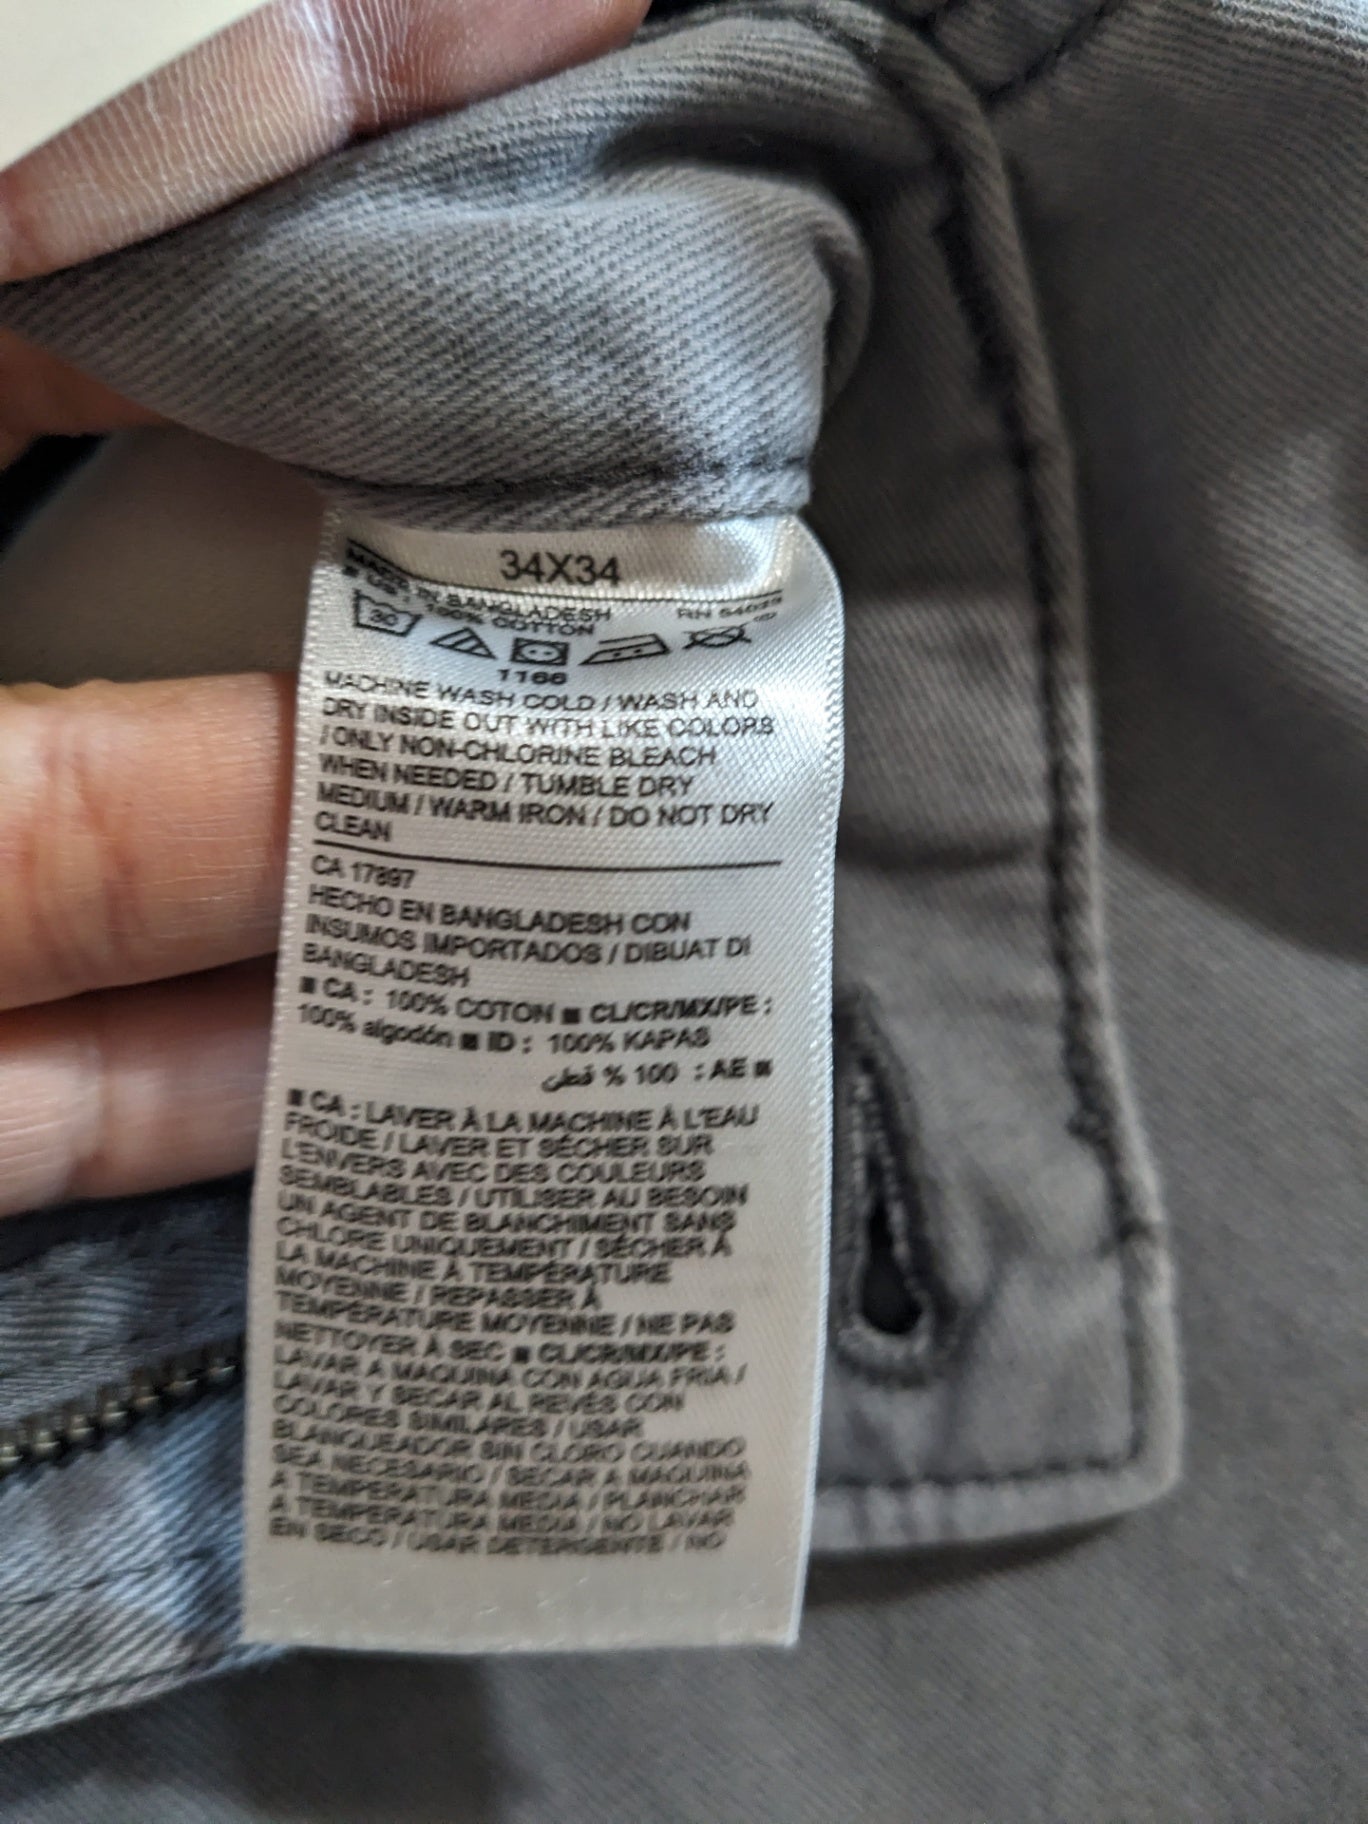 34X34
MADE IN BANGLADESH RN 54023
100% COTTON
30
1166
MACHINE WASH COLD / WASH AND
DRY INSIDE OUT WITH LIKE COLORS
/ ONLY NON-CHLORINE BLEACH
WHEN NEEDED / TUMBLE DRY
MEDIUM / WARM IRON / DO NOT DRY
CLEAN
CA 17897
HECHO EN BANGLADESH CON
INSUMOS IMPORTADOS / DIBUAT DI
BANGLADESH
■ CA : 100% COTON ■ CL/CR/MX/PE :
100% algodón ■ ID : 100% KAPAS
■ AE : 100 % قطن
■ CA : LAVER À LA MACHINE À L'EAU
FROIDE / LAVER ET SÉCHER SUR
L'ENVERS AVEC DES COULEURS
SEMBLABLES / UTILISER AU BESOIN
UN AGENT DE BLANCHIMENT SANS
CHLORE UNIQUEMENT / SÉCHER À
LA MACHINE À TEMPÉRATURE
MOYENNE / REPASSER À
TEMPÉRATURE MOYENNE / NE PAS
NETTOYER À SEC ■ CL/CR/MX/PE :
LAVAR A MAQUINA CON AGUA FRIA /
LAVAR Y SECAR AL REVÉS CON
COLORES SIMILARES / USAR
BLANQUEADOR SIN CLORO CUANDO
SEA NECESARIO / SECAR A MAQUINA
A TEMPERATURA MEDIA / PLANCHAR
A TEMPERATURA MEDIA / NO LAVAR
EN SECO / USAR DETERGENTE / NO